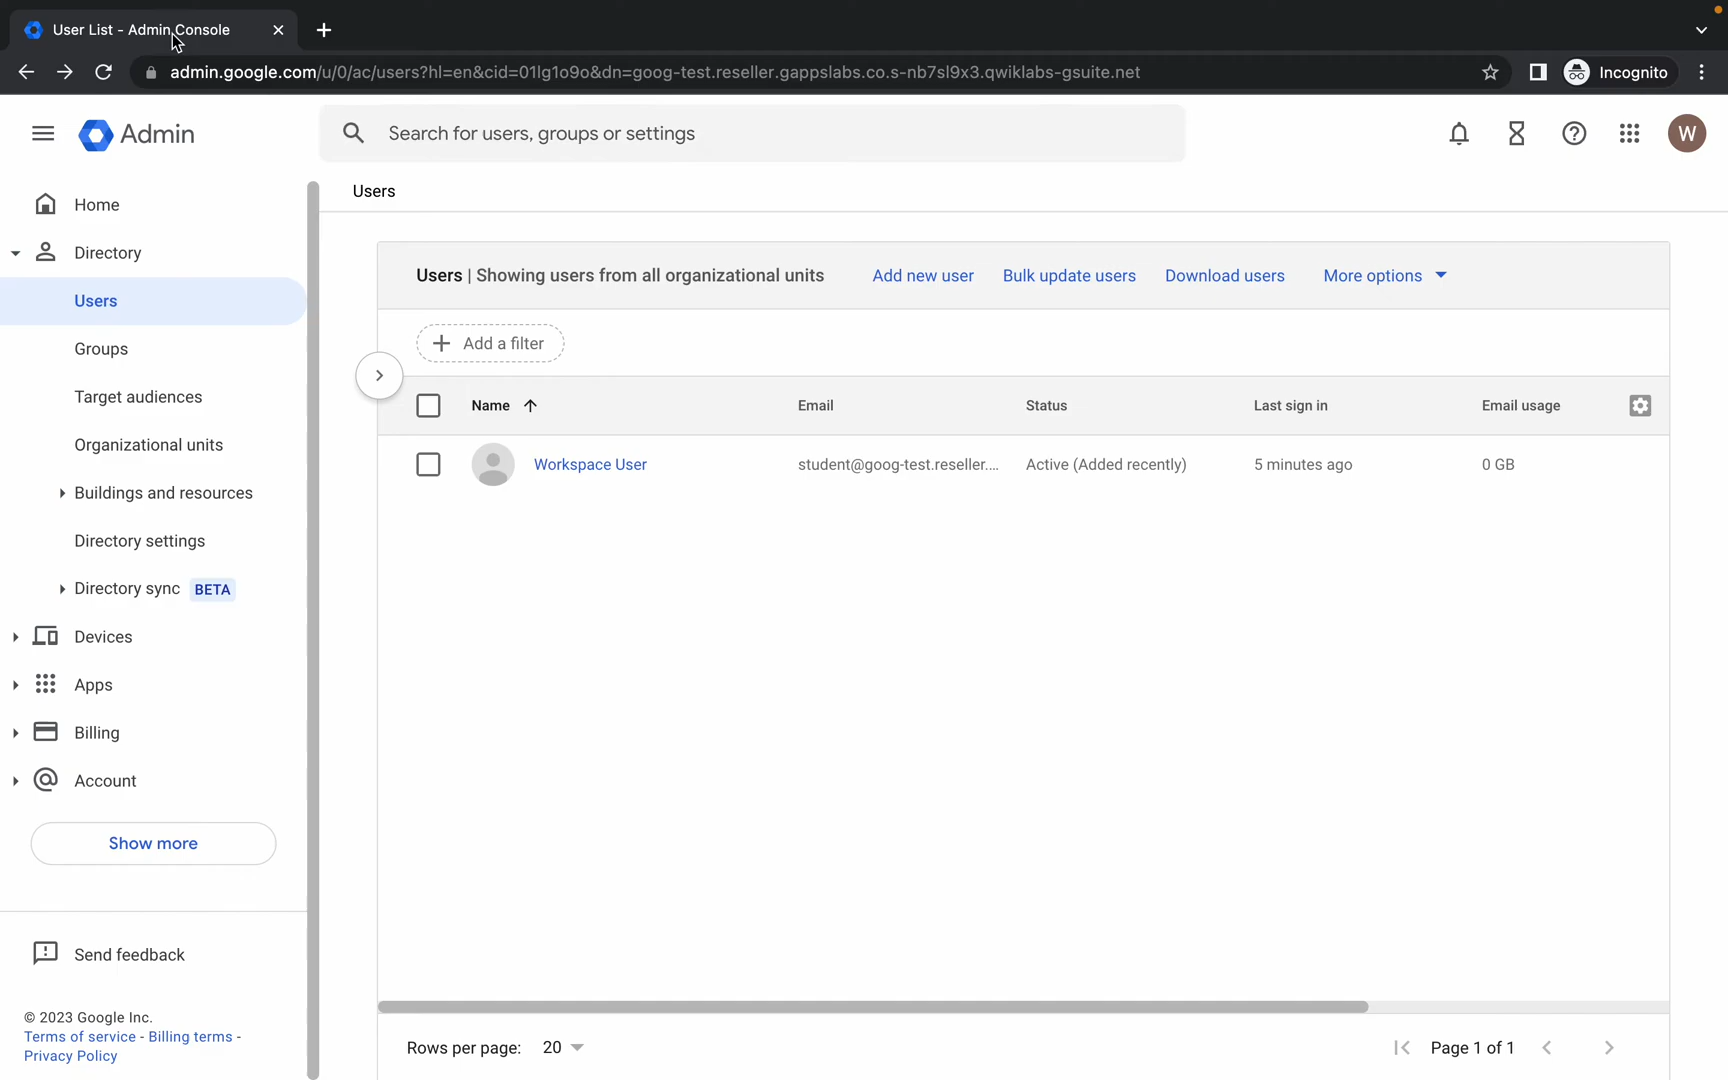 User List - Admin Console
admin.google.com/u/0/ac/users?hl=en&cid=01lg1o9o&dn=goog-test.reseller.gappslabs.co.s-nb7sl9x3.qwiklabs-gsuite.net
Incognito
Admin
Search for users, groups or settings
W
Home
Directory
Users
Groups
Target audiences
Organizational units
Buildings and resources
Directory settings
Directory sync BETA
Devices
Apps
Billing
Account
Show more
Send feedback
© 2023 Google Inc.
Terms of service - Billing terms -
Privacy Policy
Users
Users | Showing users from all organizational units
Add new user
Bulk update users
Download users
More options
Add a filter
Name Email Status Last sign in Email usage
Workspace User student@goog-test.reseller.... Active (Added recently) 5 minutes ago 0 GB
Rows per page: 20
Page 1 of 1